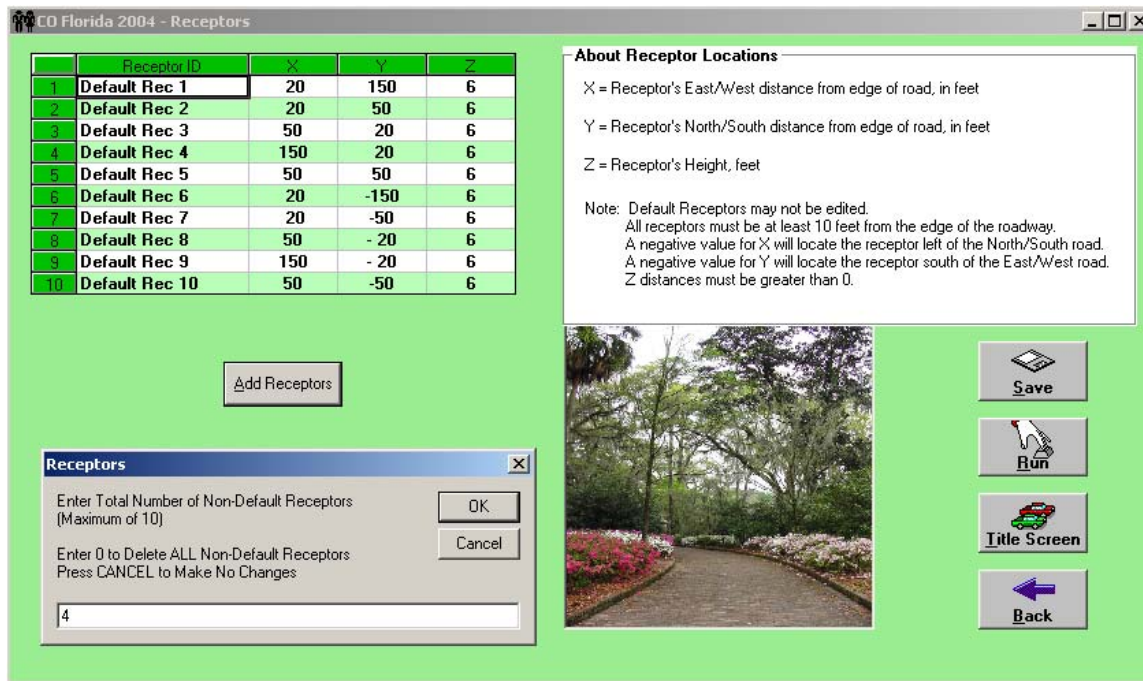 CO Florida 2004 - Receptors
Receptor ID X Y Z
1 Default Rec 1 20 150 6
2 Default Rec 2 20 50 6
3 Default Rec 3 50 20 6
4 Default Rec 4 150 20 6
5 Default Rec 5 50 50 6
6 Default Rec 6 20 -150 6
7 Default Rec 7 20 -50 6
8 Default Rec 8 50 - 20 6
9 Default Rec 9 150 - 20 6
10 Default Rec 10 50 -50 6
About Receptor Locations
X = Receptor's East/West distance from edge of road, in feet
Y = Receptor's North/South distance from edge of road, in feet
Z = Receptor's Height, feet
Note: Default Receptors may not be edited.
All receptors must be at least 10 feet from the edge of the roadway.
A negative value for X will locate the receptor left of the North/South road.
A negative value for Y will locate the receptor south of the East/West road.
Z distances must be greater than 0.
Add Receptors
Receptors
Enter Total Number of Non-Default Receptors
(Maximum of 10)
Enter 0 to Delete ALL Non-Default Receptors
Press CANCEL to Make No Changes
OK
Cancel
4
Save
Run
Title Screen
Back